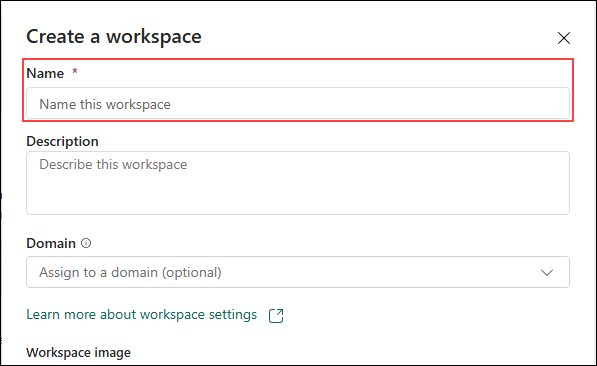 Create a workspace
Name *
Name this workspace
Description
Describe this workspace
Domain
Assign to a domain (optional)
Learn more about workspace settings
Workspace image